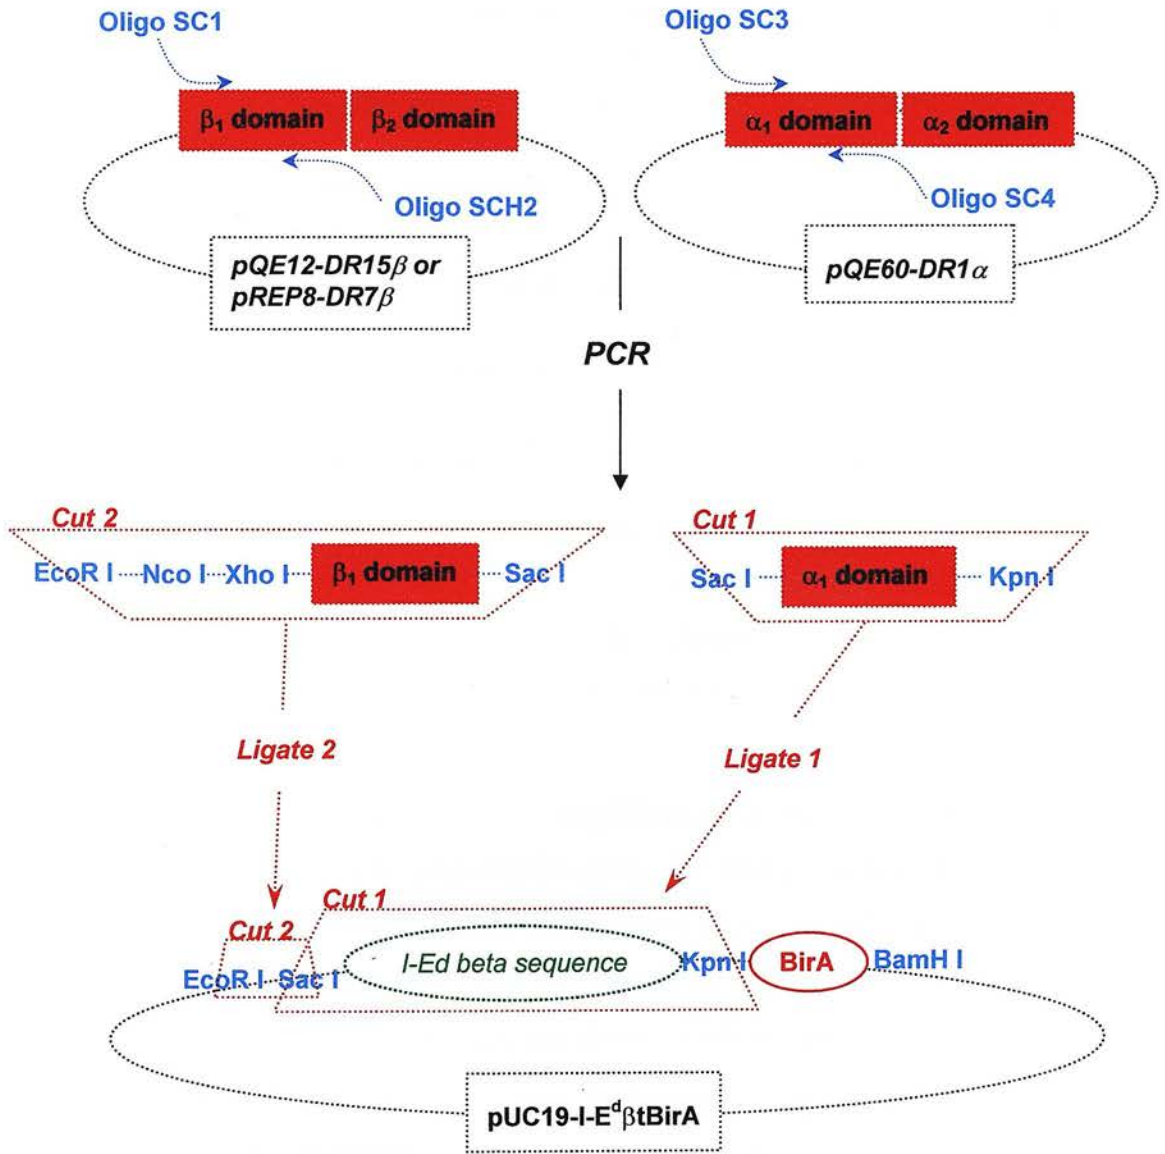 Oligo SC1
Oligo SC3
β₁ domain
β₂ domain
α₁ domain
α₂ domain
Oligo SCH2
Oligo SC4
pQE12-DR15β or
pREP8-DR7β
pQE60-DR1α
PCR
Cut 2
Cut 1
EcoR I
Nco I
Xho I
β₁ domain
Sac I
Sac I
α₁ domain
Kpn I
Ligate 2
Ligate 1
Cut 1
Cut 2
EcoR I
Sac I
I-Ed beta sequence
Kpn I
BirA
BamH I
pUC19-I-Eᵈβt​BirA